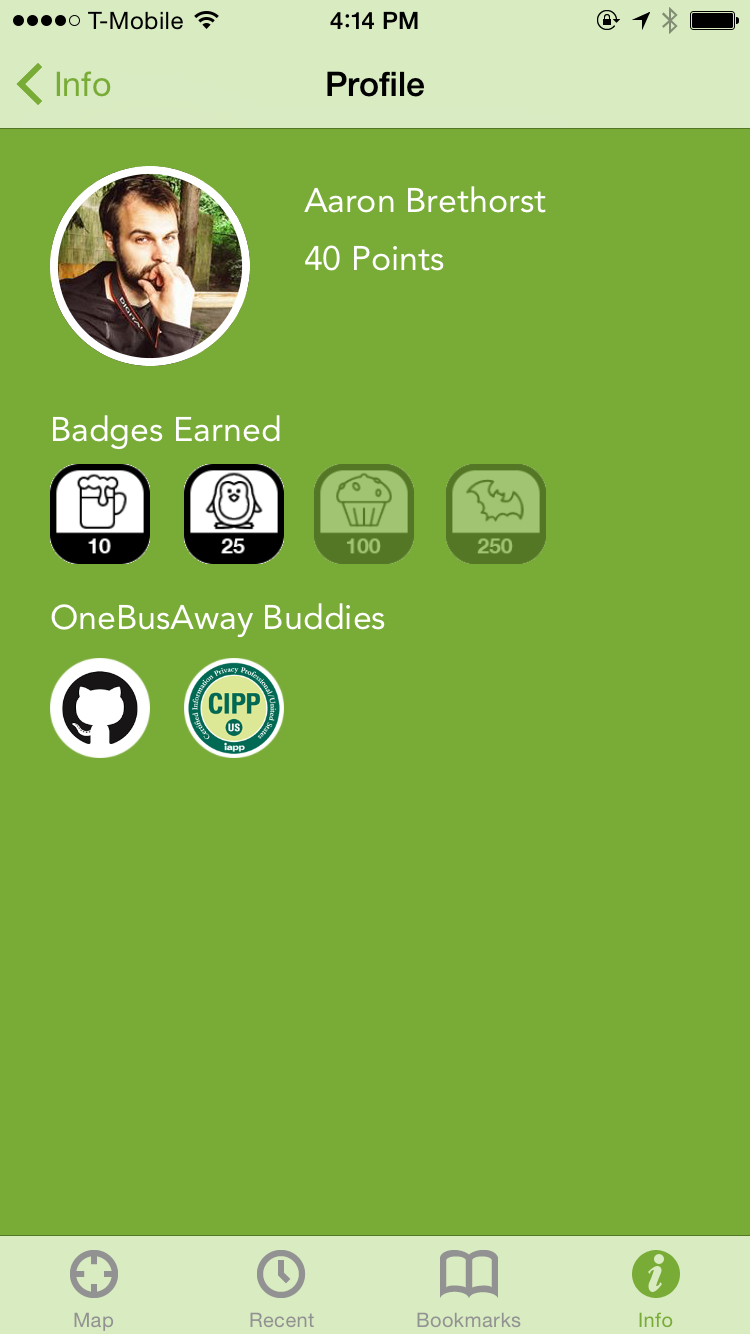 T-Mobile 4:14 PM
Info Profile
Aaron Brethorst
40 Points
DIGITAL
Badges Earned
10 25 100 250
OneBusAway Buddies
Certified Information Privacy Professional/United States
CIPP
US
iapp
Map Recent Bookmarks Info